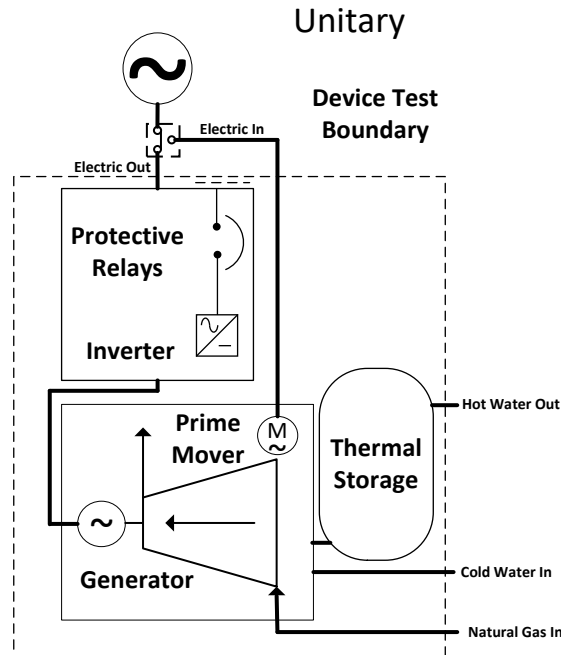 Unitary
Device Test
Boundary
Electric In
Electric Out
Protective
Relays
Inverter
Prime
Mover
M
Thermal
Storage
Hot Water Out
Generator
Cold Water In
Natural Gas In